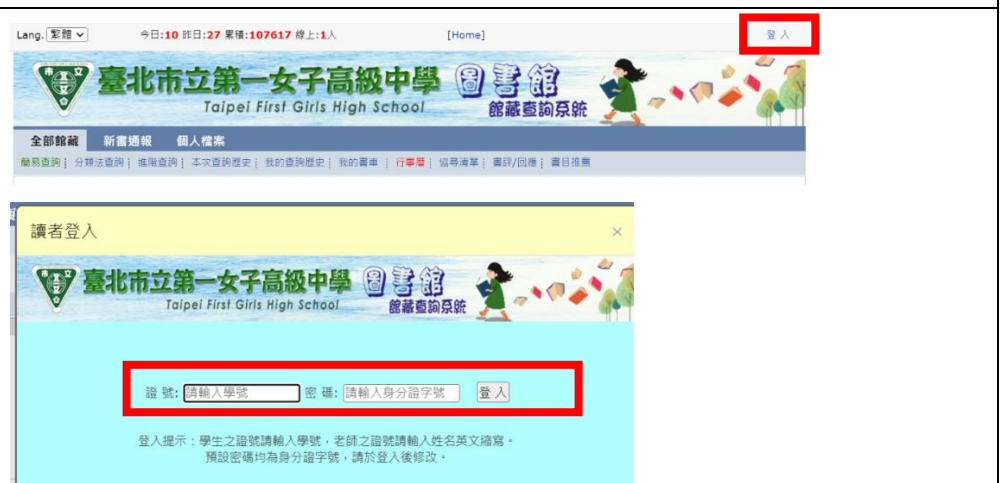 Lang. 繁體 今日:10 昨日:27 累積:107617 線上:1人 [Home] 登入
臺北市立第一女子高級中學 圖書館
Taipei First Girls High School 館藏查詢系統
全部館藏 新書通報 個人檔案
簡易查詢| 分類法查詢| 進階查詢| 本次查詢歷史| 我的查詢歷史| 我的書車 | 行事曆| 協尋清單| 書評/回應| 書目推薦
讀者登入 ×
臺北市立第一女子高級中學 圖書館
Taipei First Girls High School 館藏查詢系統
證 號: 請輸入學號 密 碼: 請輸入身分證字號 登入
登入提示：學生之證號請輸入學號，老師之證號請輸入姓名英文縮寫。
預設密碼均為身分證字號，請於登入後修改。